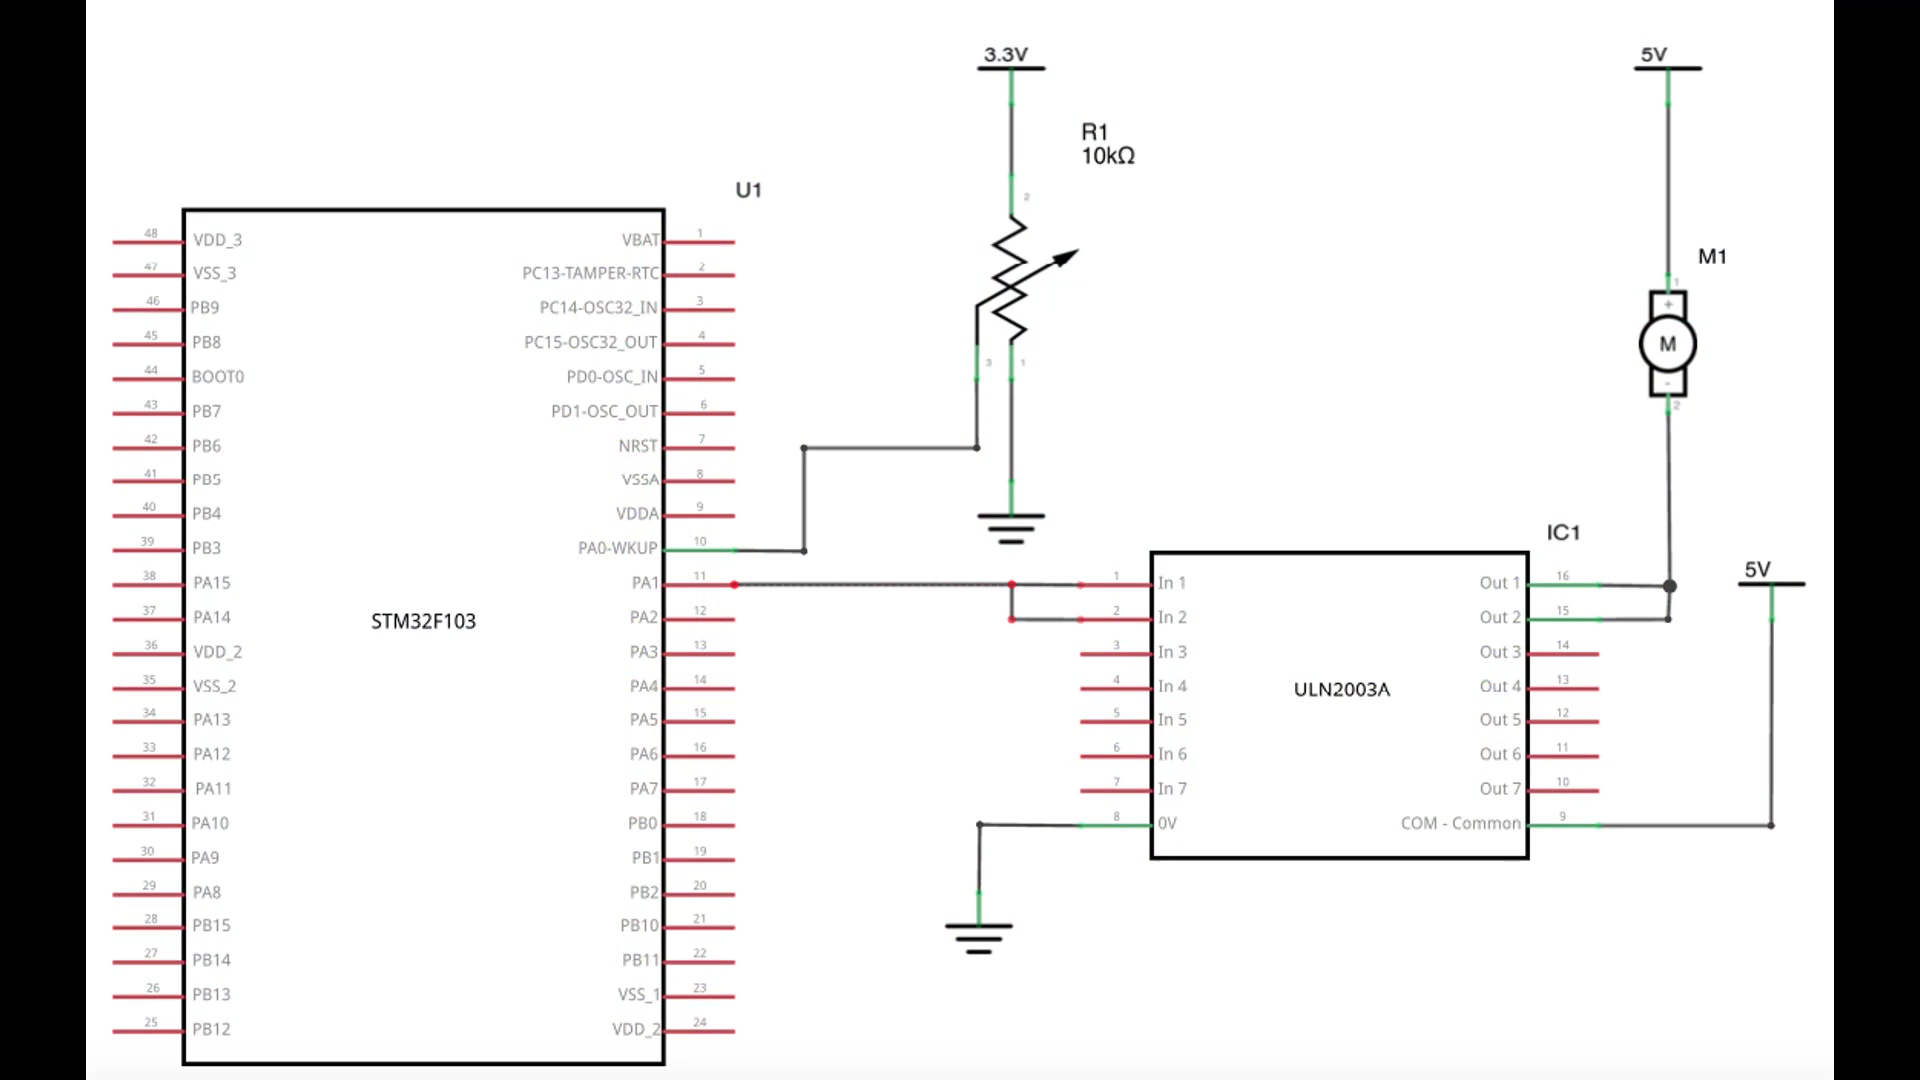 3.3V
5V
R1
10kΩ
U1
2
48 VDD_3 VBAT 1
47 VSS_3 PC13-TAMPER-RTC 2
46 PB9 PC14-OSC32_IN 3
45 PB8 PC15-OSC32_OUT 4
44 BOOT0 PD0-OSC_IN 5
43 PB7 PD1-OSC_OUT 6
42 PB6 NRST 7
41 PB5 VSSA 8
40 PB4 VDDA 9
39 PB3 PA0-WKUP 10
38 PA15 PA1 11
37 PA14 PA2 12
36 VDD_2 PA3 13
35 VSS_2 PA4 14
34 PA13 PA5 15
33 PA12 PA6 16
32 PA11 PA7 17
31 PA10 PB0 18
30 PA9 PB1 19
29 PA8 PB2 20
28 PB15 PB10 21
27 PB14 PB11 22
26 PB13 VSS_1 23
25 PB12 VDD_2 24
STM32F103
3 1
M1
1
+
M
-
2
IC1
5V
1 In 1 Out 1 16
2 In 2 Out 2 15
3 In 3 Out 3 14
4 In 4 Out 4 13
5 In 5 Out 5 12
6 In 6 Out 6 11
7 In 7 Out 7 10
8 0V COM - Common 9
ULN2003A